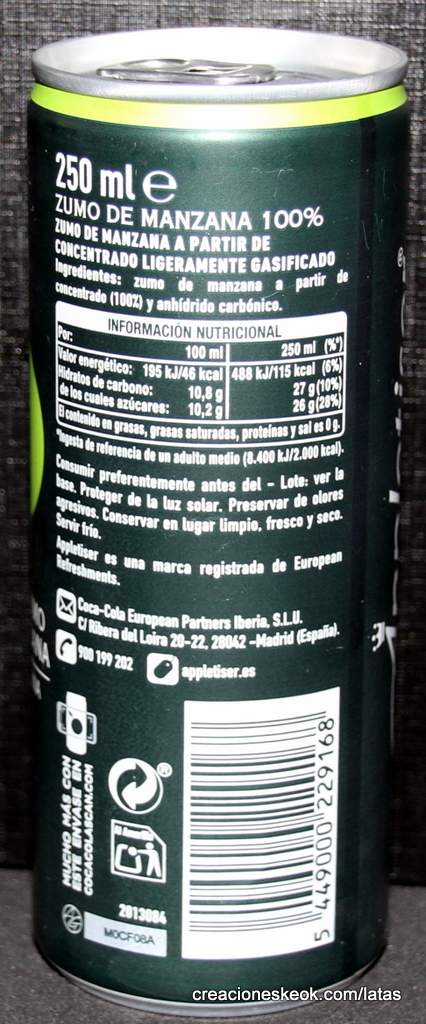 250 ml e
ZUMO DE MANZANA 100%
ZUMO DE MANZANA A PARTIR DE
CONCENTRADO LIGERAMENTE GASIFICADO
Ingredientes: zumo de manzana a partir de
concentrado (100%) y anhídrido carbónico.
INFORMACIÓN NUTRICIONAL
Por: 100 ml 250 ml (%*)
Valor energético: 195 kJ/46 kcal 488 kJ/115 kcal (6%)
Hidratos de carbono: 10,8 g 27 g (10%)
de los cuales azúcares: 10,2 g 26 g (28%)
El contenido en grasas, grasas saturadas, proteínas y sal es 0 g.
*Ingesta de referencia de un adulto medio (8.400 kJ/2.000 kcal).
Consumir preferentemente antes del - Lote: ver la
base. Proteger de la luz solar. Preservar de olores
agresivos. Conservar en lugar limpio, fresco y seco.
Servir frío.
Appletiser es una marca registrada de European
Refreshments.
Coca-Cola European Partners Iberia, S.L.U.
C/ Ribera del Loira 20-22, 28042 -Madrid (España).
900 199 202 appletiser.es
MUCHO MÁS CON
ESTE ENVASE EN
COCACOLASCAN.COM
®
Al Amarillo
2013084
MGCF08A
5 449000 229168
creacioneskeok.com/latas